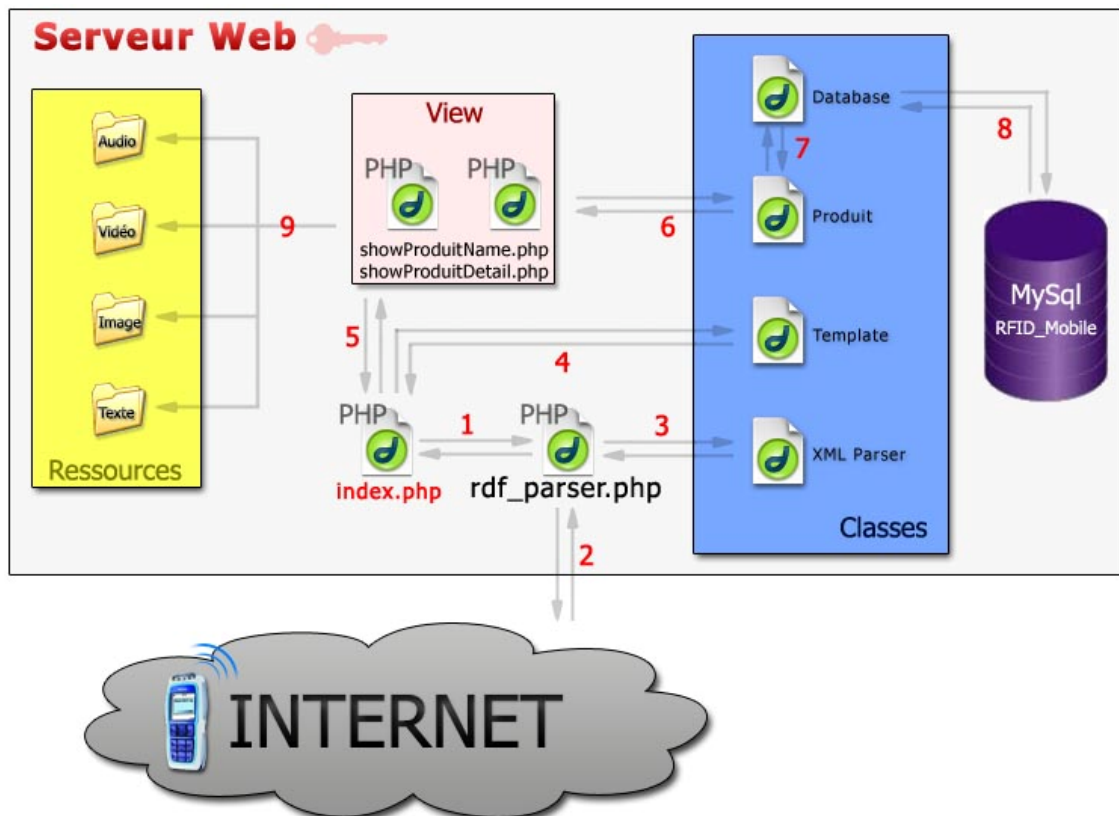 Serveur Web
Audio
Vidéo
Image
Texte
Ressources
9
View
PHP
PHP
showProduitName.php
showProduitDetail.php
5
6
4
PHP
index.php
1
PHP
rdf_parser.php
3
2
Database
7
Produit
Template
XML Parser
Classes
8
MySql
RFID_Mobile
INTERNET